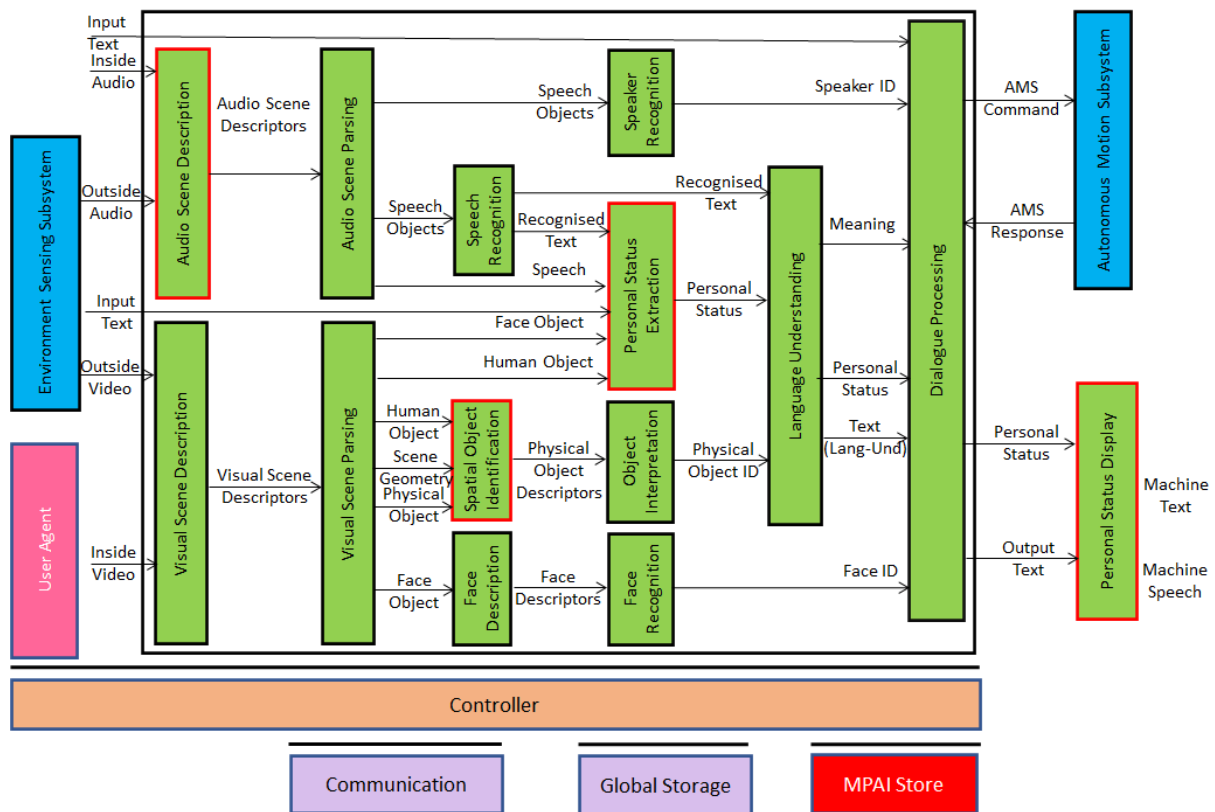 Input
Text
Inside
Audio
Outside
Audio
Input
Text
Outside
Video
Inside
Video
Environment Sensing Subsystem
User Agent
Audio Scene Description
Visual Scene Description
Audio Scene
Descriptors
Visual Scene
Descriptors
Audio Scene Parsing
Visual Scene Parsing
Speech
Objects
Speaker
Recognition
Speaker ID
Speech
Objects
Speech
Recognition
Recognised
Text
Recognised
Text
Speech
Face Object
Human Object
Personal Status
Extraction
Personal
Status
Human
Object
Scene
Geometry
Physical
Object
Spatial Object
Identification
Physical
Object
Descriptors
Object
Interpretation
Physical
Object ID
Face
Object
Face
Description
Face
Descriptors
Face
Recognition
Face ID
Language Understanding
Meaning
Personal
Status
Text
(Lang-Und)
Dialogue Processing
AMS
Command
AMS
Response
Autonomous Motion Subsystem
Personal
Status
Output
Text
Personal Status Display
Machine
Text
Machine
Speech
Controller
Communication
Global Storage
MPAI Store